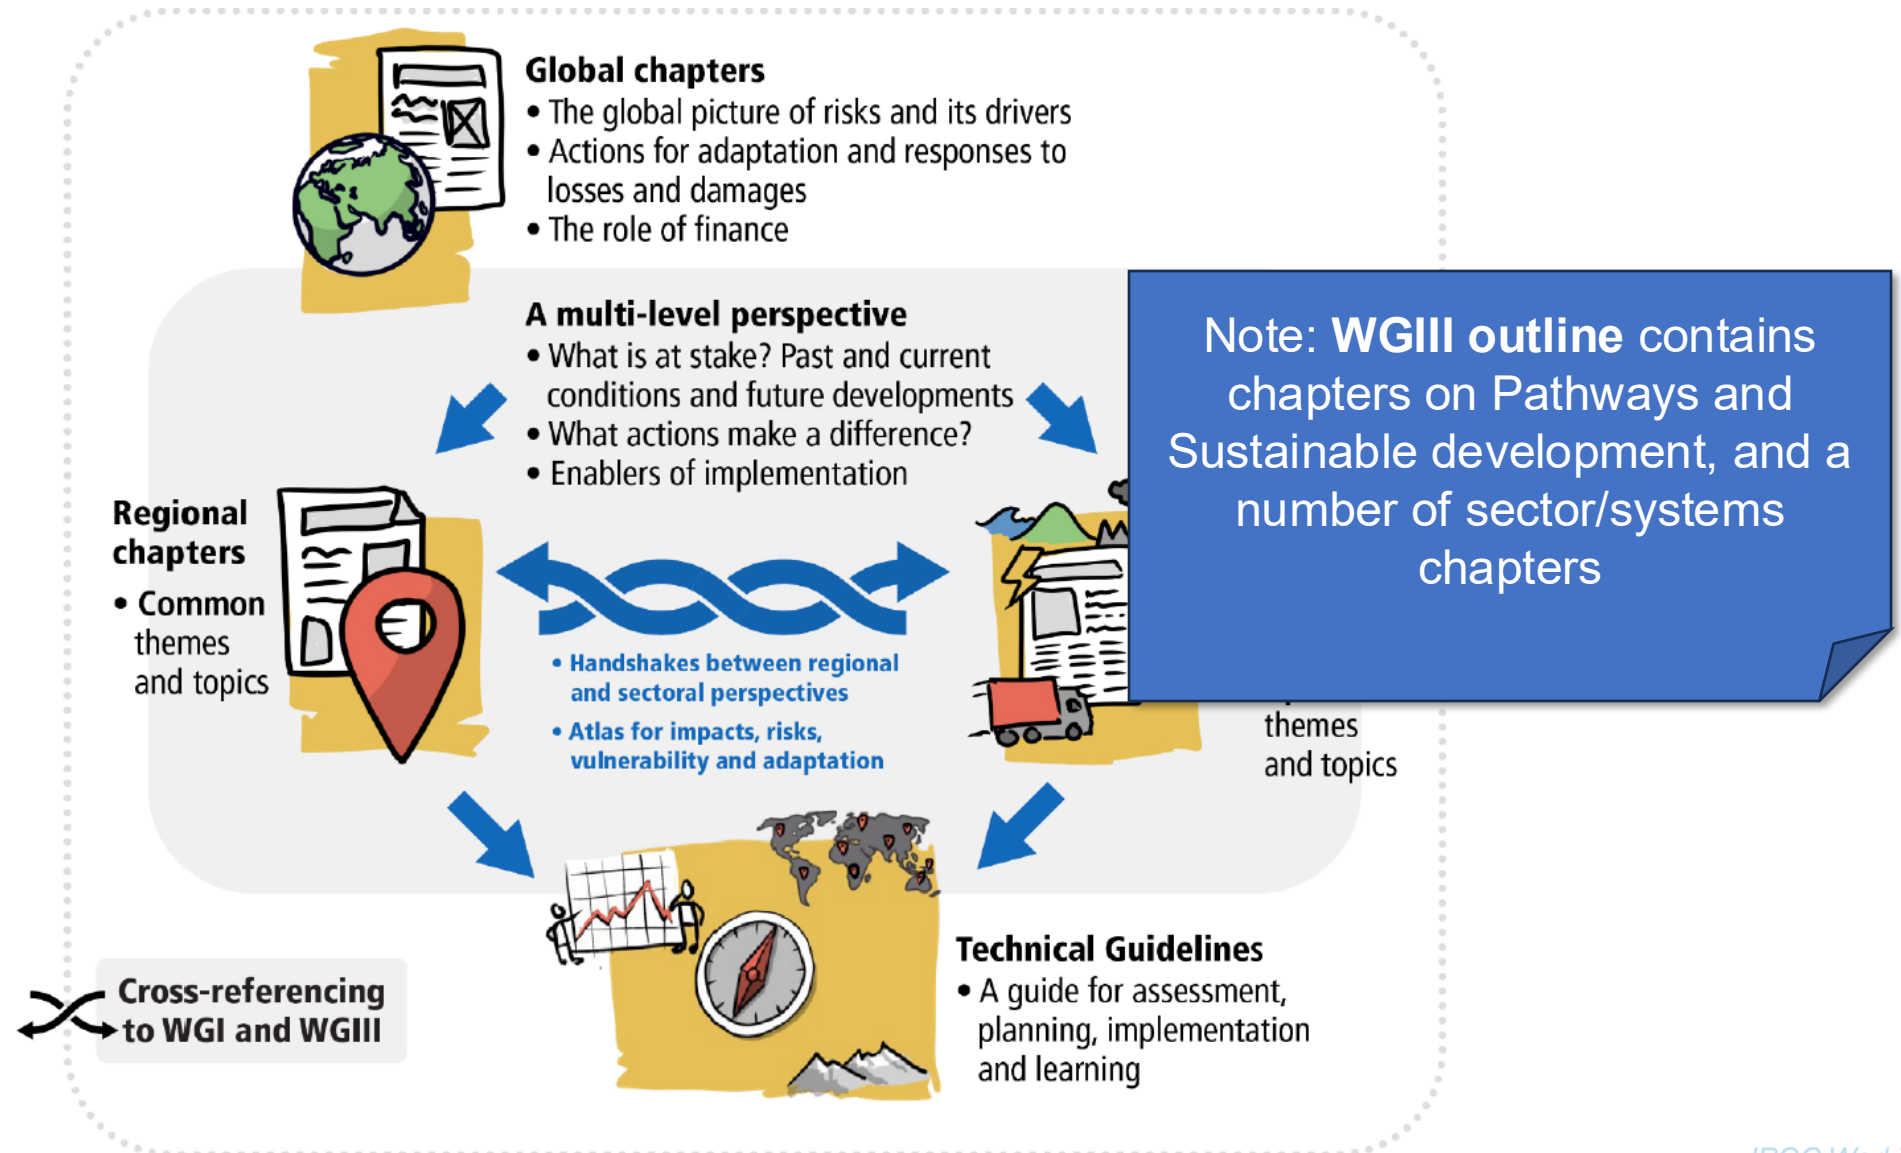 Global chapters
• The global picture of risks and its drivers
• Actions for adaptation and responses to
losses and damages
• The role of finance
A multi-level perspective
• What is at stake? Past and current
conditions and future developments
• What actions make a difference?
• Enablers of implementation
Note: WGIII outline contains
chapters on Pathways and
Sustainable development, and a
number of sector/systems
chapters
Regional
chapters
• Common
themes
and topics
• Handshakes between regional
and sectoral perspectives
• Atlas for impacts, risks,
vulnerability and adaptation
themes
and topics
Technical Guidelines
• A guide for assessment,
planning, implementation
and learning
Cross-referencing
to WGI and WGIII